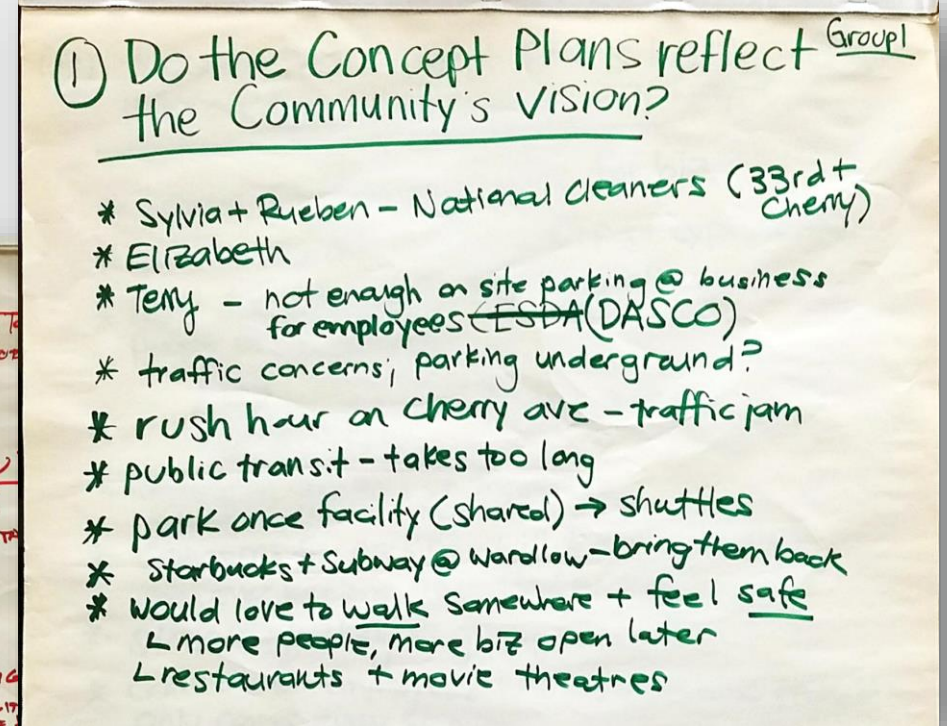 ① Do the Concept Plans reflect Group 1
the Community's Vision?
* Sylvia + Rueben - National Cleaners (33rd +
Cherry)
* Elizabeth
* Terry - not enough on site parking @ business
for employees (ESDA (DASCO)
* traffic concerns; parking underground?
* rush hour on Cherry ave - traffic jam
* public transit - takes too long
* park once facility (shared) → shuttles
* Starbucks + Subway @ Wardlow - bring them back
* would love to walk somewhere + feel safe
↳ more people, more biz open later
↳ restaurants + movie theatres